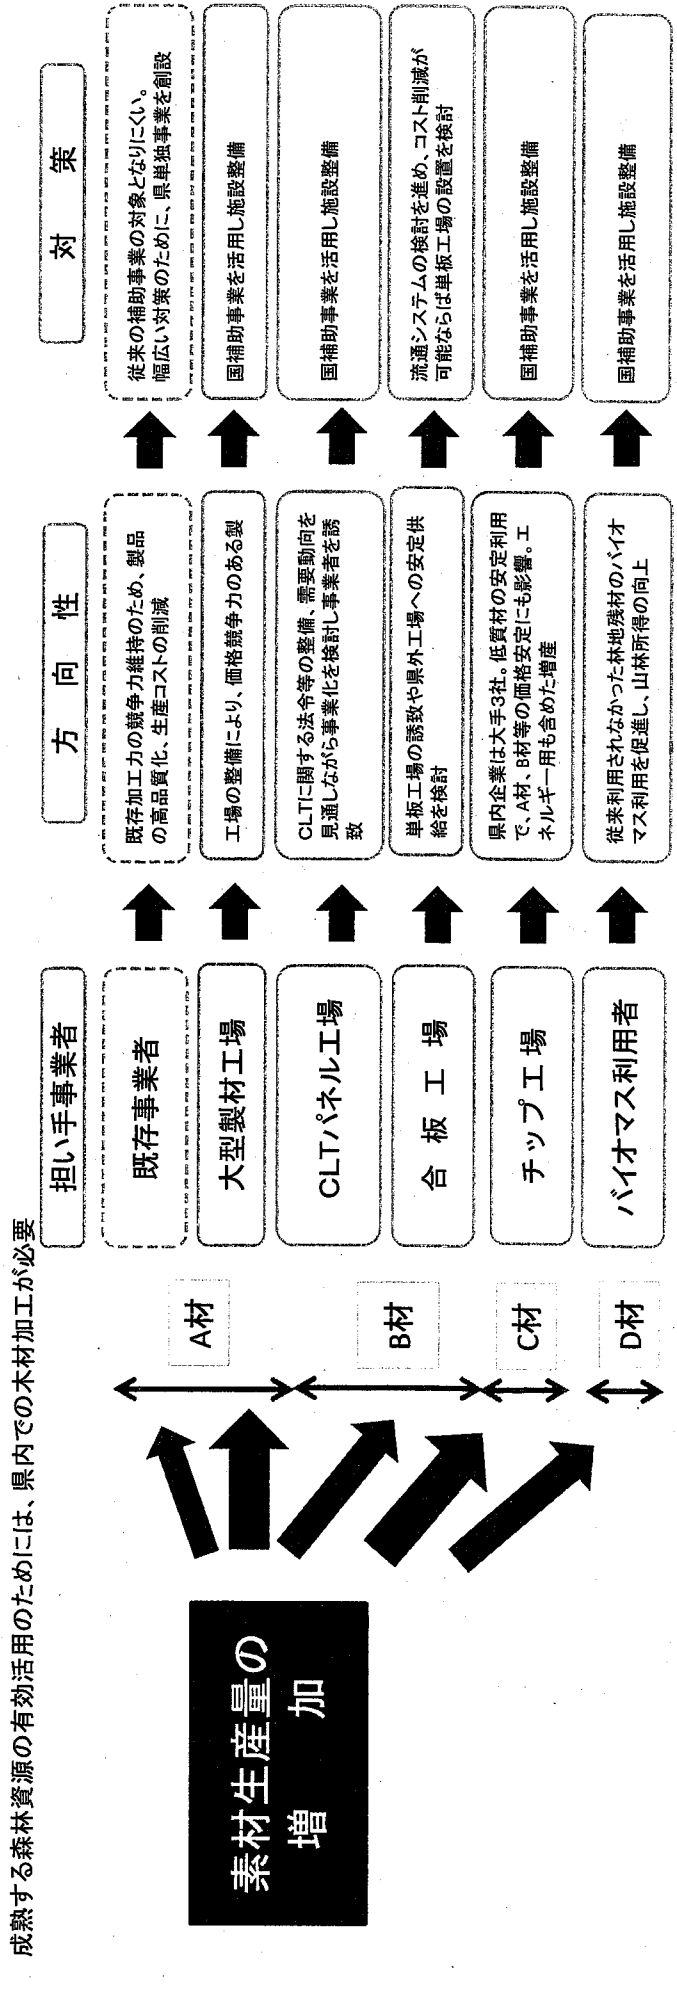 成熟する森林資源の有効活用のためには、県内での木材加工が必要
素材生産量の
増加
担い手事業者
方向性
対策
A材
既存事業者
既存加工力の競争力維持のため、製品
の高品質化、生産コストの削減
従来の補助事業の対象となりにくい。
幅広い対策のために、県単独事業を創設
大型製材工場
工場の整備により、価格競争力のある製
国補助事業を活用し施設整備
B材
CLTパネル工場
CLTに関する法令等の整備、需要動向を
見通しながら事業化を検討し事業者を誘
致
国補助事業を活用し施設整備
合板工場
単板工場の誘致や県外工場への安定供
給を検討
流通システムの検討を進め、コスト削減が
可能ならば単板工場の設置を検討
C材
チップ工場
県内企業は大手3社。低質材の安定利用
で、A材、B材等の価格安定にも影響。エ
ネルギー用も含めた増産
国補助事業を活用し施設整備
D材
バイオマス利用者
従来利用されなかった林地残材のバイオ
マス利用を促進し、山林所得の向上
国補助事業を活用し施設整備